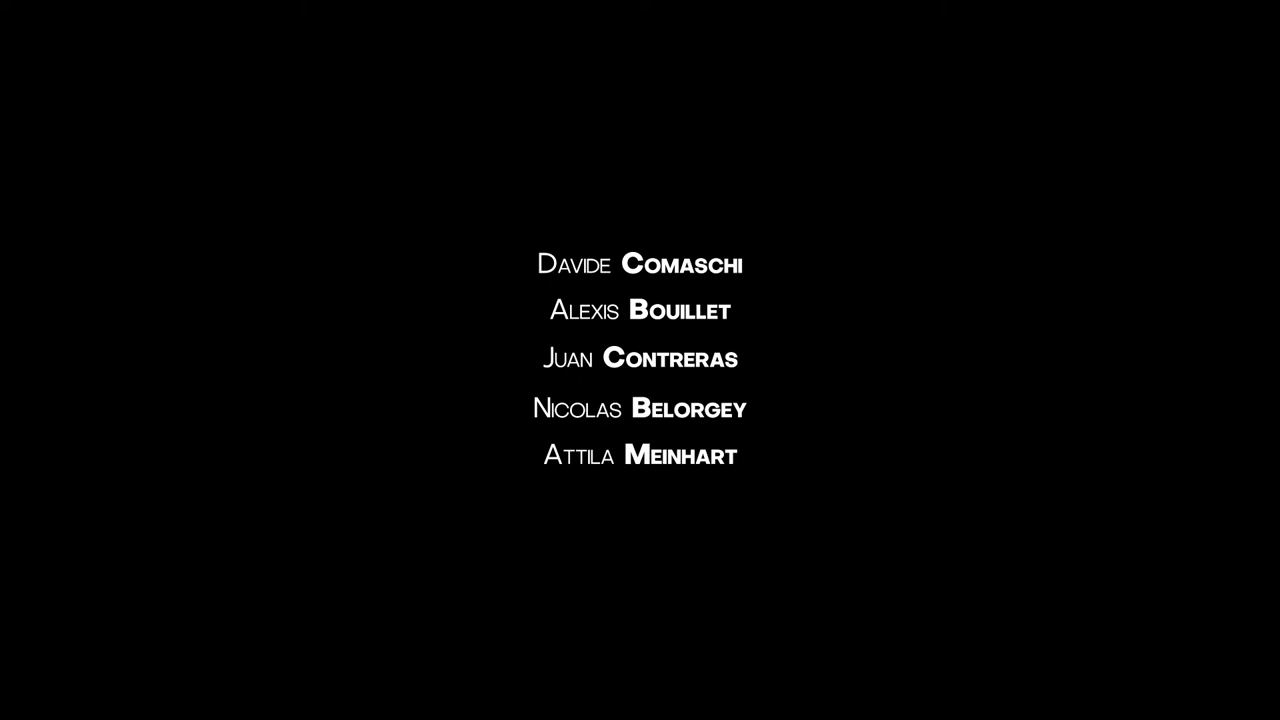 Davide Comaschi
Alexis Bouillet
Juan Contreras
Nicolas Belorgey
Attila Meinhart